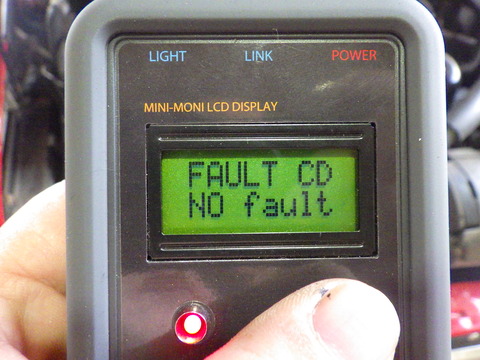 LIGHT LINK POWER
MINI-MONI LCD DISPLAY
FAULT CD
NO fault